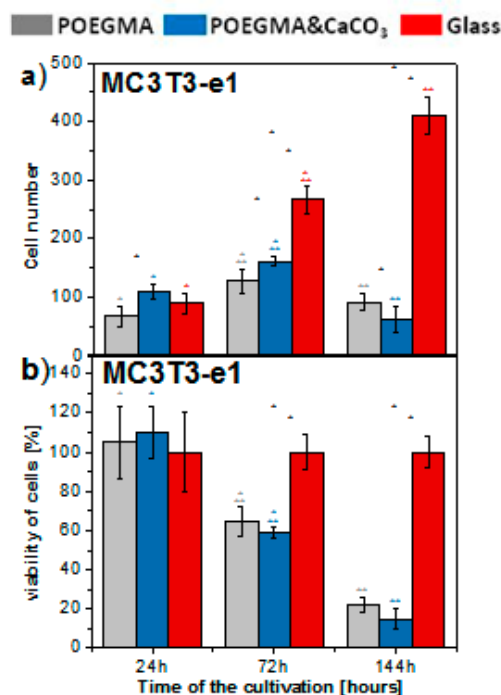 POEGMA POEGMA&CaCO₃ Glass
a) MC3T3-e1
Cell number
500
400
300
200
100
0
b) MC3T3-e1
viability of cells [%]
140
120
100
80
60
40
20
0
24h 72h 144h
Time of the cultivation [hours]